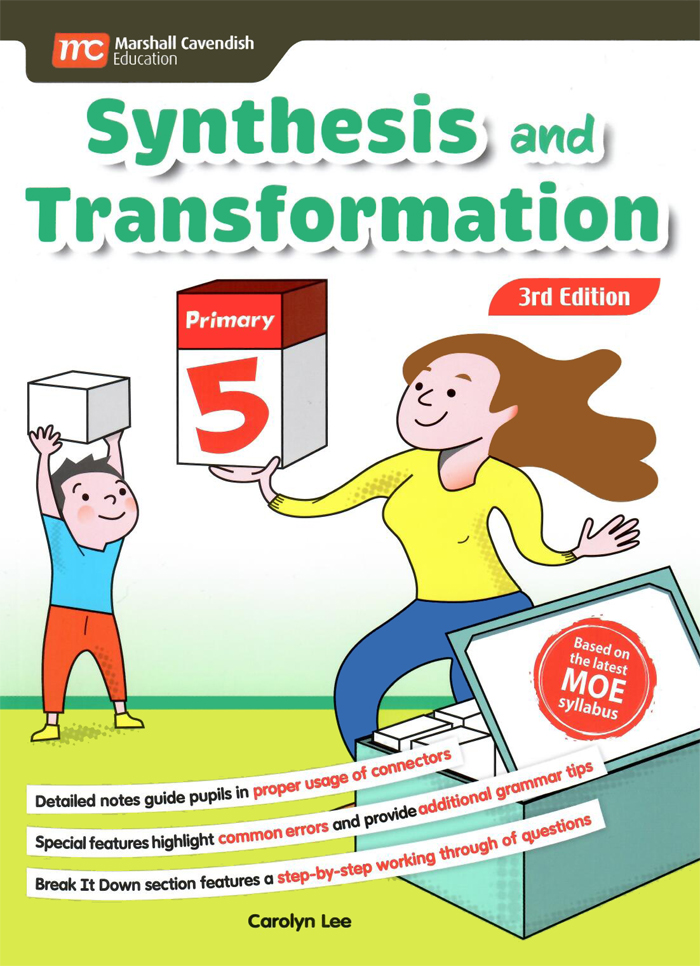 mc Marshall Cavendish
Education
Synthesis and
Transformation
3rd Edition
Primary
5
Based on
the latest
MOE
syllabus
Detailed notes guide pupils in proper usage of connectors
Special features highlight common errors and provide additional grammar tips
Break It Down section features a step-by-step working through of questions
Carolyn Lee